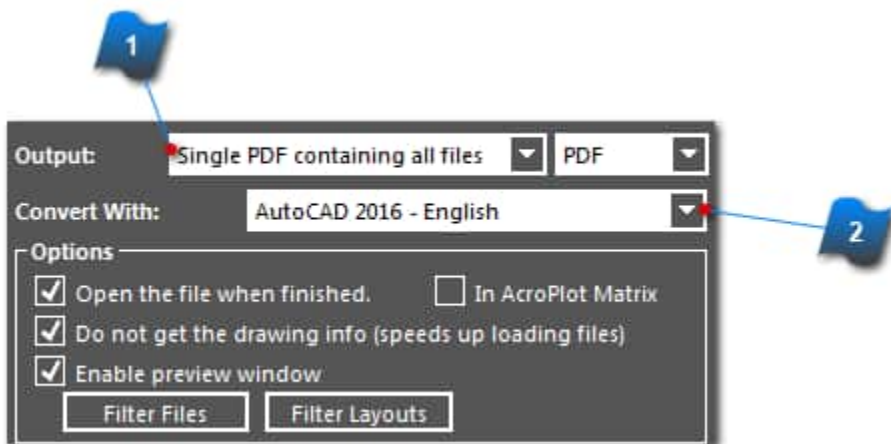 1
Output: Single PDF containing all files PDF
Convert With: AutoCAD 2016 - English
2
Options
Open the file when finished. In AcroPlot Matrix
Do not get the drawing info (speeds up loading files)
Enable preview window
Filter Files Filter Layouts